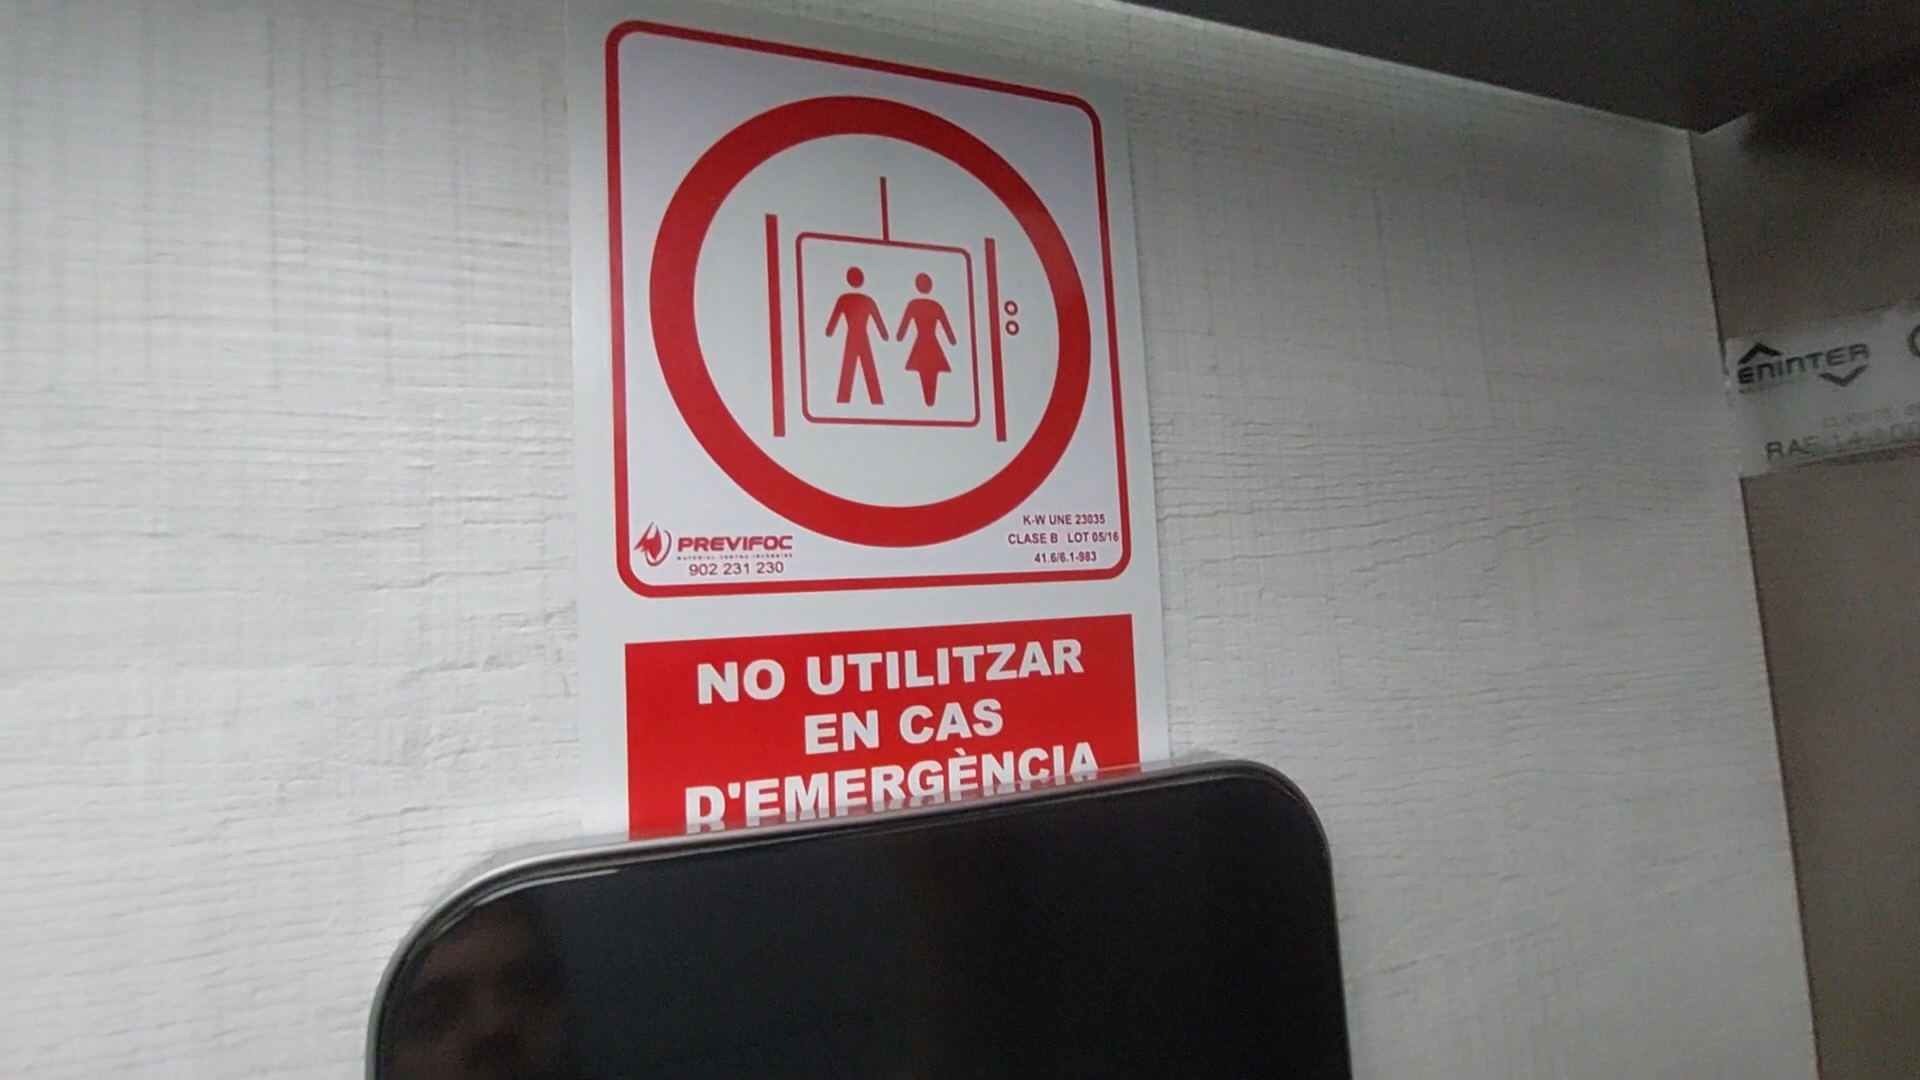 PREVIFOC
902 231 230
K-W UNE 23035
CLASE B LOT 05/16
41.6/6.1-983
NO UTILITZAR
EN CAS
D'EMERGÈNCIA
ENINTER